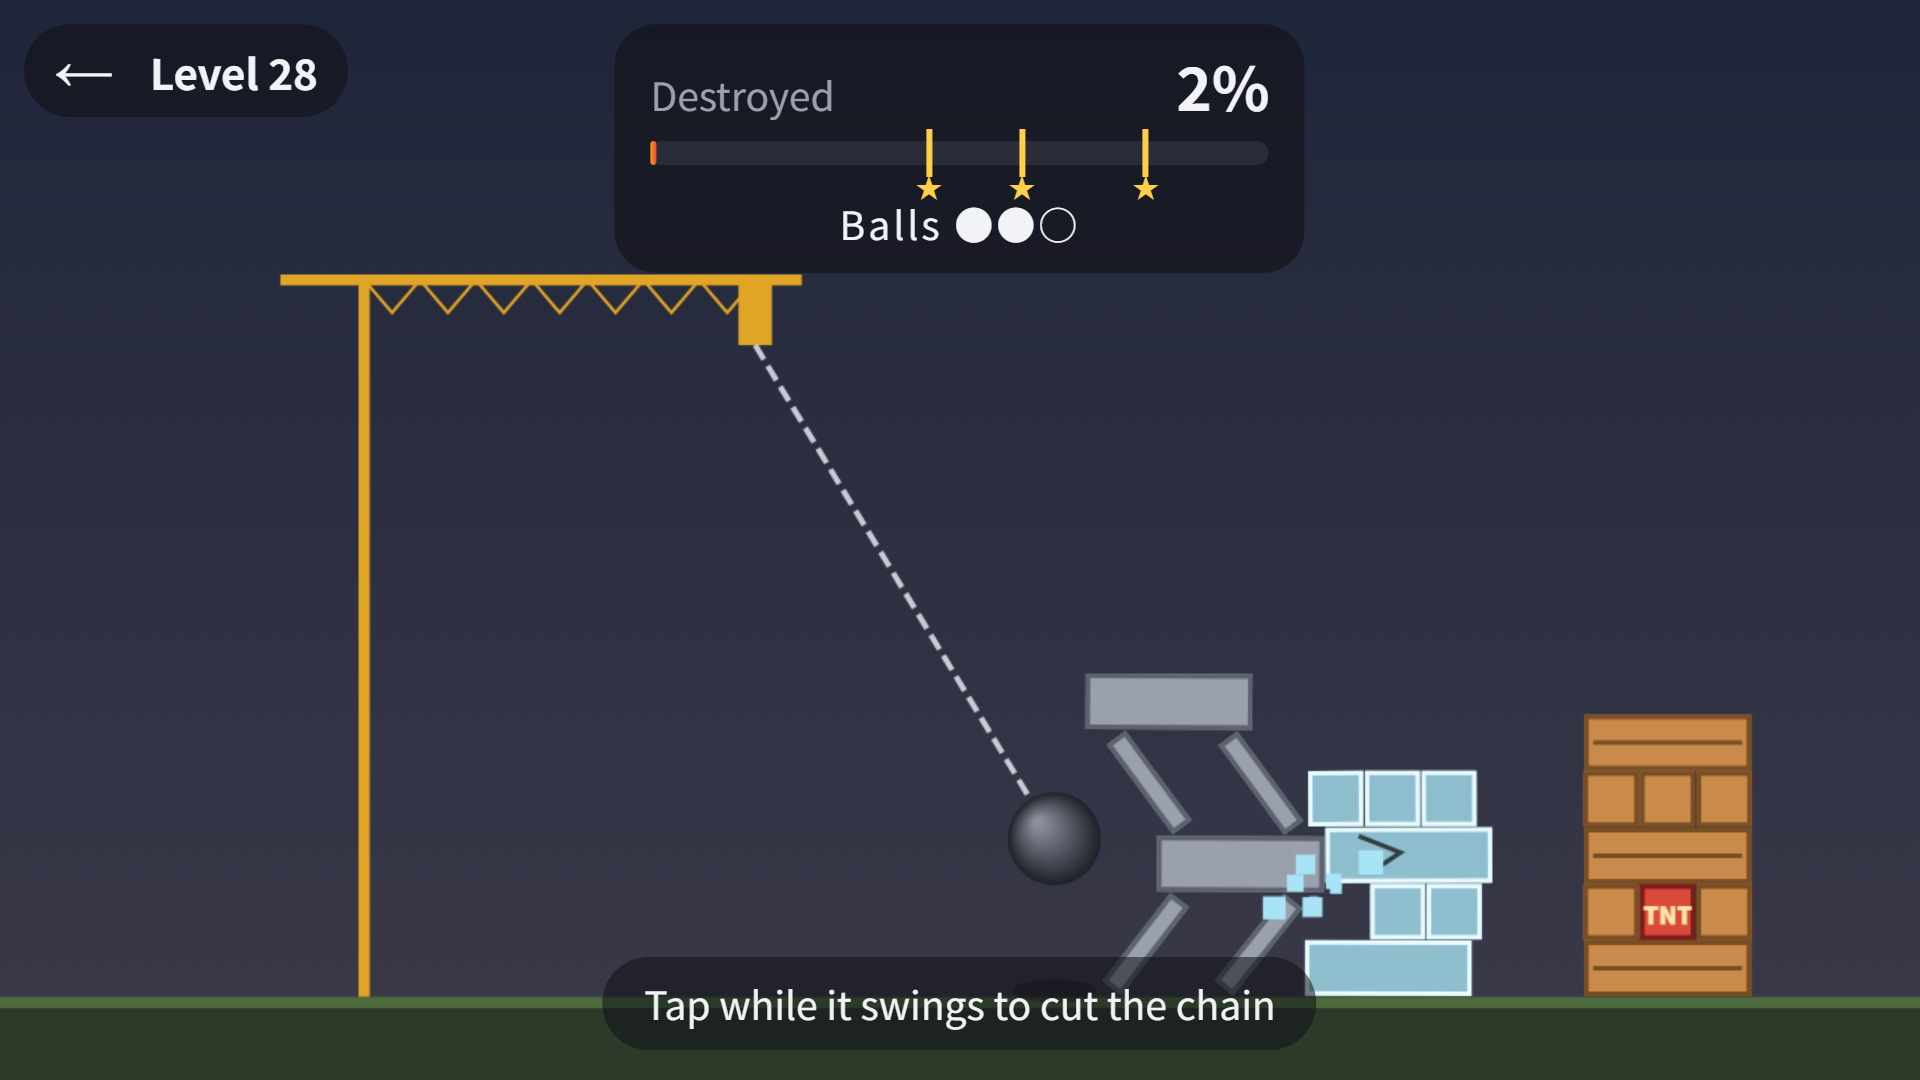 ← Level 28
Destroyed 2%
Balls
TNT
Tap while it swings to cut the chain